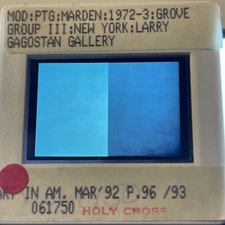 MOD:PTG:MARDEN:1972-3:GROVE
GROUP III:NEW YORK:LARRY
GAGOSTAN GALLERY
IN AM. MAR'92 P.96 /93
061750 HOLY CROSS